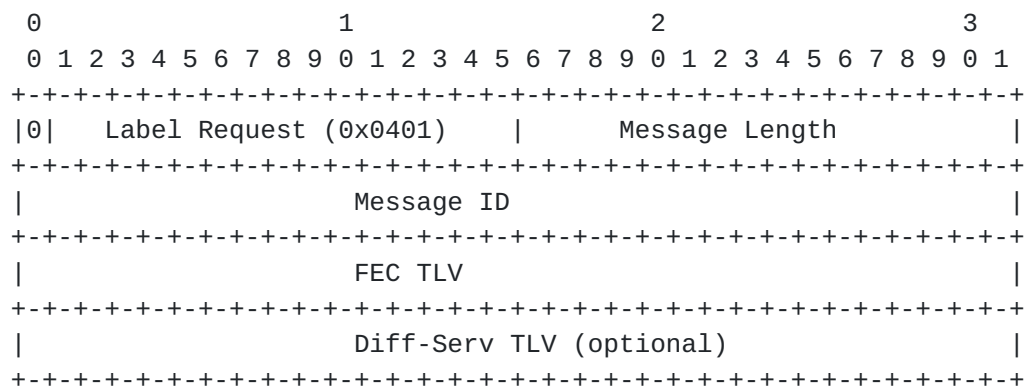 0                   1                   2                   3
0 1 2 3 4 5 6 7 8 9 0 1 2 3 4 5 6 7 8 9 0 1 2 3 4 5 6 7 8 9 0 1
+-+-+-+-+-+-+-+-+-+-+-+-+-+-+-+-+-+-+-+-+-+-+-+-+-+-+-+-+-+-+-+-+
|0|   Label Request (0x0401)    |      Message Length           |
+-+-+-+-+-+-+-+-+-+-+-+-+-+-+-+-+-+-+-+-+-+-+-+-+-+-+-+-+-+-+-+-+
|                     Message ID                                |
+-+-+-+-+-+-+-+-+-+-+-+-+-+-+-+-+-+-+-+-+-+-+-+-+-+-+-+-+-+-+-+-+
|                     FEC TLV                                   |
+-+-+-+-+-+-+-+-+-+-+-+-+-+-+-+-+-+-+-+-+-+-+-+-+-+-+-+-+-+-+-+-+
|                     Diff-Serv TLV (optional)                  |
+-+-+-+-+-+-+-+-+-+-+-+-+-+-+-+-+-+-+-+-+-+-+-+-+-+-+-+-+-+-+-+-+